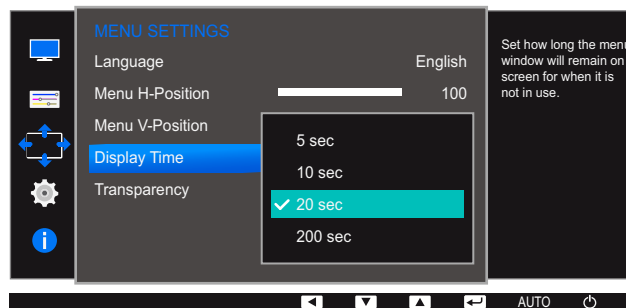 MENU SETTINGS
Language English
Menu H-Position 100
Menu V-Position
Display Time
Transparency
5 sec
10 sec
20 sec
200 sec
Set how long the menu
window will remain on
screen for when it is
not in use.
AUTO